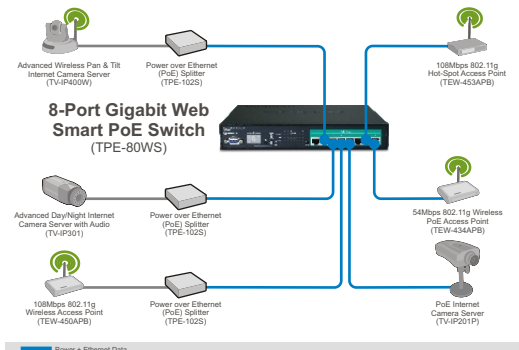 Advanced Wireless Pan & Tilt
Internet Camera Server
(TV-IP400W)
Power over Ethernet
(PoE) Splitter
(TPE-102S)
108Mbps 802.11g
Hot-Spot Access Point
(TEW-453APB)
8-Port Gigabit Web
Smart PoE Switch
(TPE-80WS)
Advanced Day/Night Internet
Camera Server with Audio
(TV-IP301)
Power over Ethernet
(PoE) Splitter
(TPE-102S)
54Mbps 802.11g Wireless
PoE Access Point
(TEW-434APB)
108Mbps 802.11g
Wireless Access Point
(TEW-450APB)
Power over Ethernet
(PoE) Splitter
(TPE-102S)
PoE Internet
Camera Server
(TV-IP201P)
Power + Ethernet Data